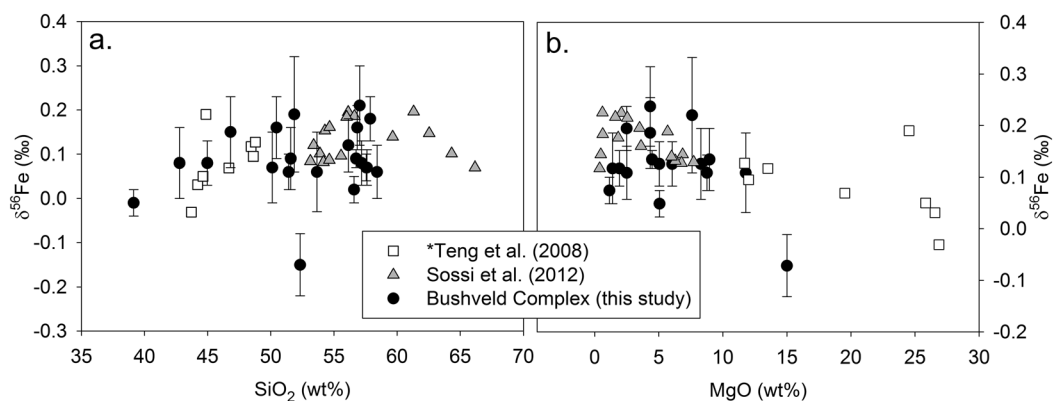 a.
0.4
0.3
0.2
0.1
0.0
-0.1
-0.2
-0.3
δ⁵⁶Fe (‰)
35 40 45 50 55 60 65 70
SiO₂ (wt%)
b.
0.4
0.3
0.2
0.1
0.0
-0.1
-0.2
δ⁵⁶Fe (‰)
0 5 10 15 20 25 30
MgO (wt%)
*Teng et al. (2008)
Sossi et al. (2012)
Bushveld Complex (this study)